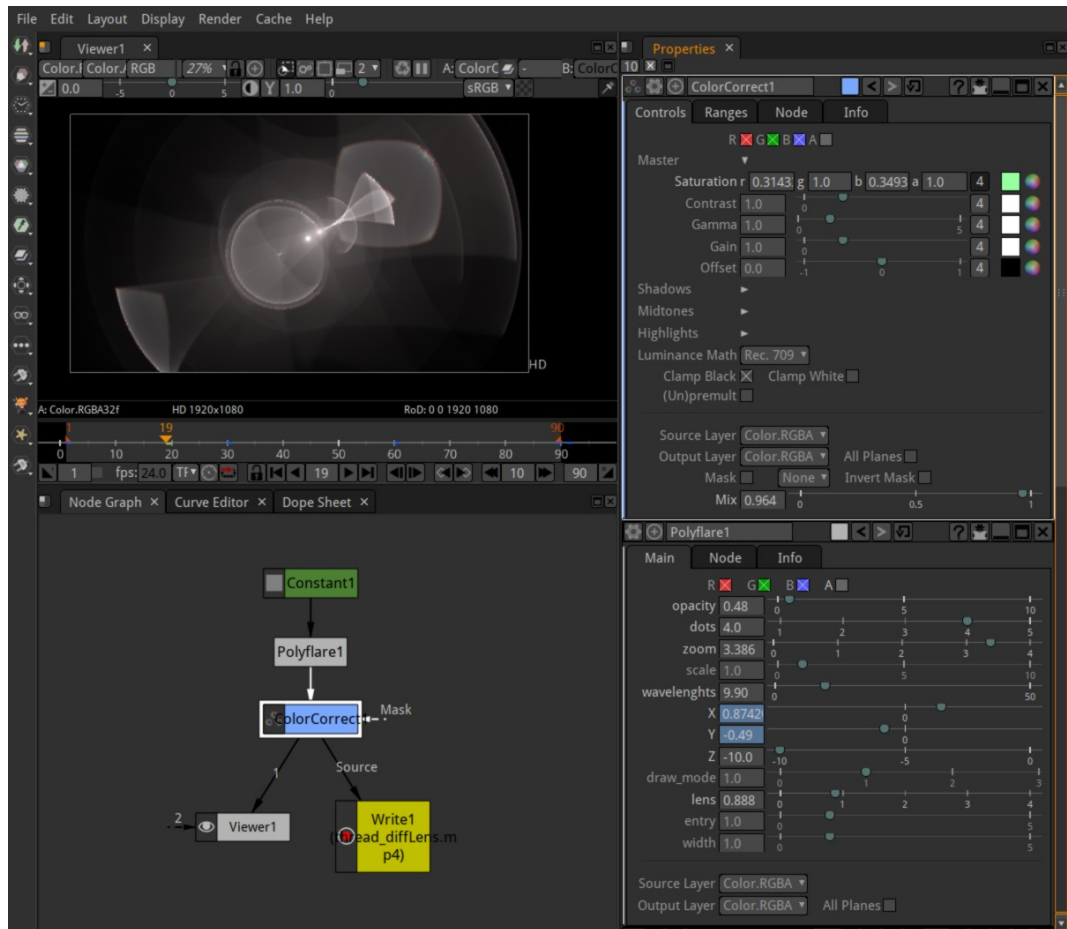 File Edit Layout Display Render Cache Help
Viewer1 ×
Color. Color. RGB 27% 2 A: ColorC - B: ColorC
0.0 -5 0 5 Y 1.0 0 sRGB
HD
A: Color.RGBA32f HD 1920x1080 RoD: 0 0 1920 1080
1 19 90
0 10 20 30 40 50 60 70 80 90
1 fps: 24.0 TF 19 10 90
Node Graph × Curve Editor × Dope Sheet ×
Constant1
Polyflare1
ColorCorrect
Mask
1
Source
2
Viewer1
Write1
(thread_diffLens.m
p4)
Properties ×
10
ColorCorrect1 ?
Controls Ranges Node Info
R G B A
Master
Saturation r 0.3143 g 1.0 b 0.3493 a 1.0 4
Contrast 1.0 0 4
Gamma 1.0 0 5 4
Gain 1.0 0 4
Offset 0.0 -1 0 1 4
Shadows
Midtones
Highlights
Luminance Math Rec. 709
Clamp Black Clamp White
(Un)premult
Source Layer Color.RGBA
Output Layer Color.RGBA All Planes
Mask None Invert Mask
Mix 0.964 0 0.5 1
Polyflare1 ?
Main Node Info
R G B A
opacity 0.48 0 5 10
dots 4.0 1 2 3 4 5
zoom 3.386 0 1 2 3 4
scale 1.0 0 5 10
wavelenghts 9.90 0 50
X 0.8742 0
Y -0.49 0
Z -10.0 -10 -5 0
draw_mode 1.0 0 1 2 3
lens 0.888 0 1 2 3 4
entry 1.0 0 5
width 1.0 0 5
Source Layer Color.RGBA
Output Layer Color.RGBA All Planes